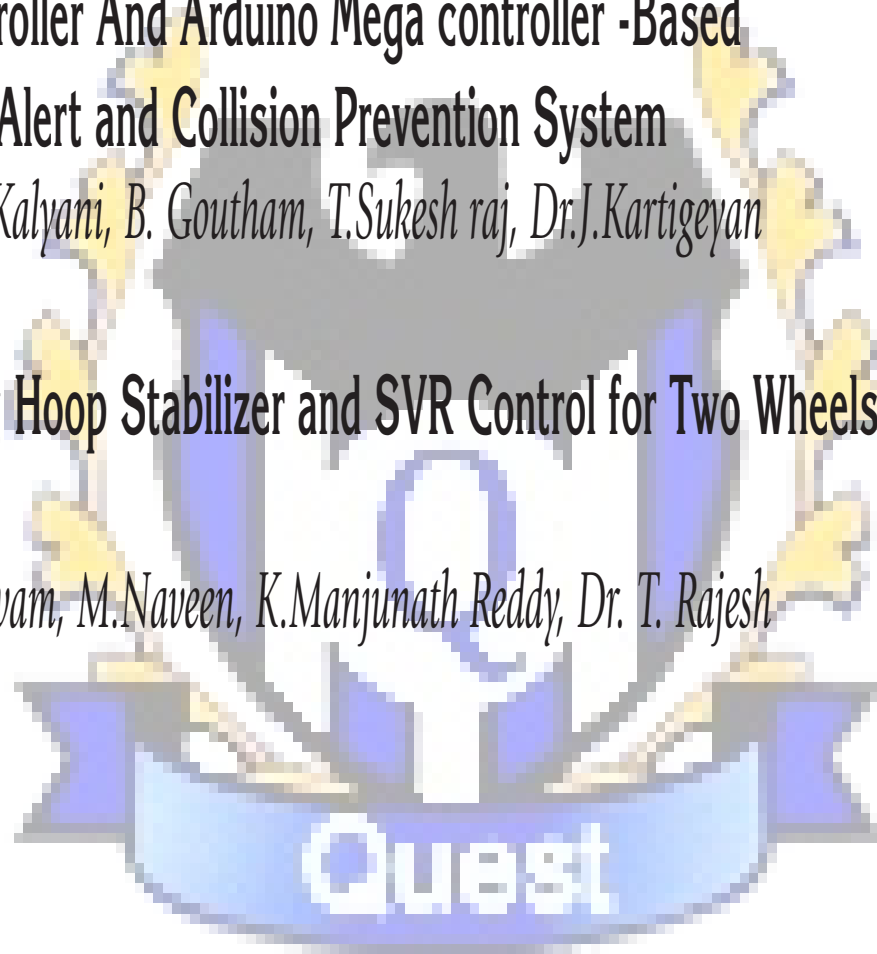 roller And Arduino Mega controller -Based
Alert and Collision Prevention System
Kalyani, B. Goutham, T.Sukesh raj, Dr.J.Kartigeyan
Hoop Stabilizer and SVR Control for Two Wheels
vam, M.Naveen, K.Manjunath Reddy, Dr. T. Rajesh
Q
Quest